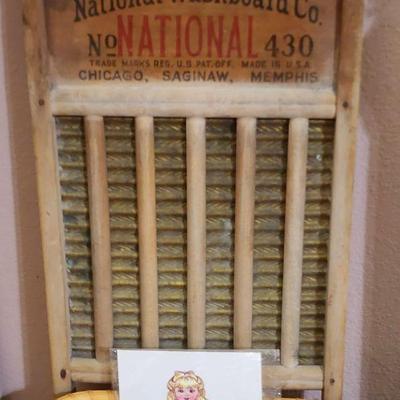 National Washboard Co.
No NATIONAL 430
TRADE MARKS REG. U.S. PAT. OFF. MADE IN U.S.A
CHICAGO, SAGINAW, MEMPHIS